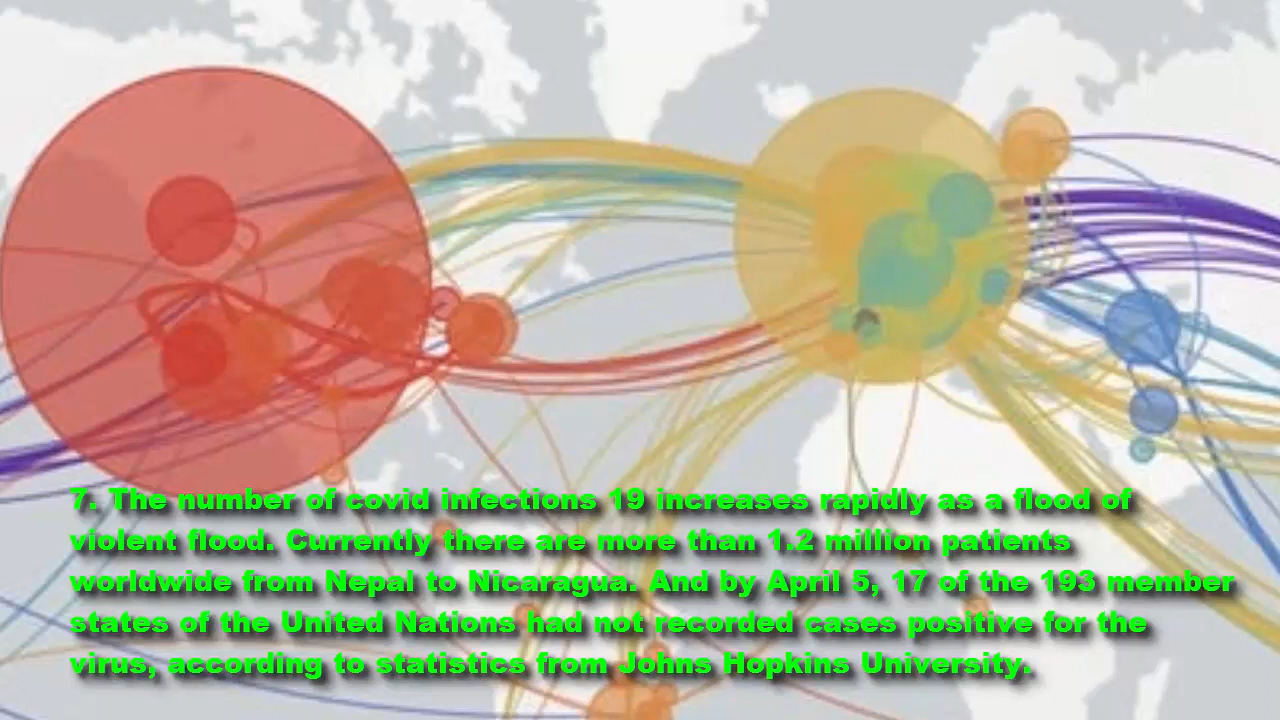 7. The number of covid infections 19 increases rapidly as a flood of
violent flood. Currently there are more than 1.2 million patients
worldwide from Nepal to Nicaragua. And by April 5, 17 of the 193 member
states of the United Nations had not recorded cases positive for the
virus, according to statistics from Johns Hopkins University.